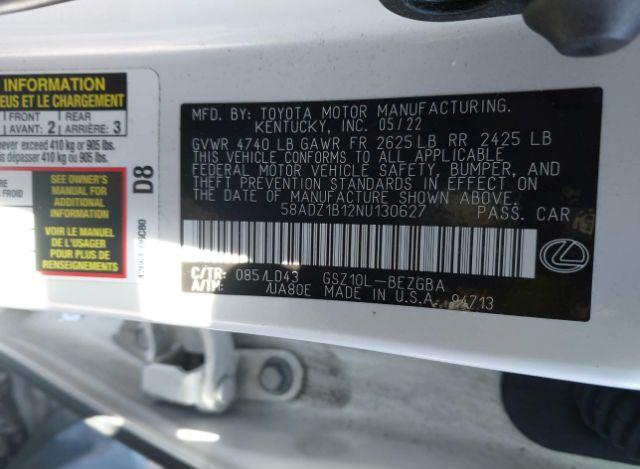 INFORMATION
EUS ET LE CHARGEMENT
FRONT
AVANT: 2
REAR
ARRIÈRE: 3
never exceed 410 kg or 905 lbs.
dépasser 410 kg ou 905 lbs.
FROID
SEE OWNER'S
MANUAL FOR
ADDITIONAL
INFORMATION
VOIR LE MANUEL
DE L'USAGER
POUR PLUS DE
RENSEIGNEMENTS
D8
MFD. BY: TOYOTA MOTOR MANUFACTURING.
KENTUCKY, INC. 05/22
GVWR 4740 LB GAWR FR 2625 LB RR 2425 LB
THIS VEHICLE CONFORMS TO ALL APPLICABLE
FEDERAL MOTOR VEHICLE SAFETY, BUMPER, AND
THEFT PREVENTION STANDARDS IN EFFECT ON
THE DATE OF MANUFACTURE SHOWN ABOVE.
58ADZ1B12NU130627 PASS. CAR
C/TR: 085/LD43 GSZ10L-BEZGBA
A/TM: /UA80E MADE IN U.S.A. 94713